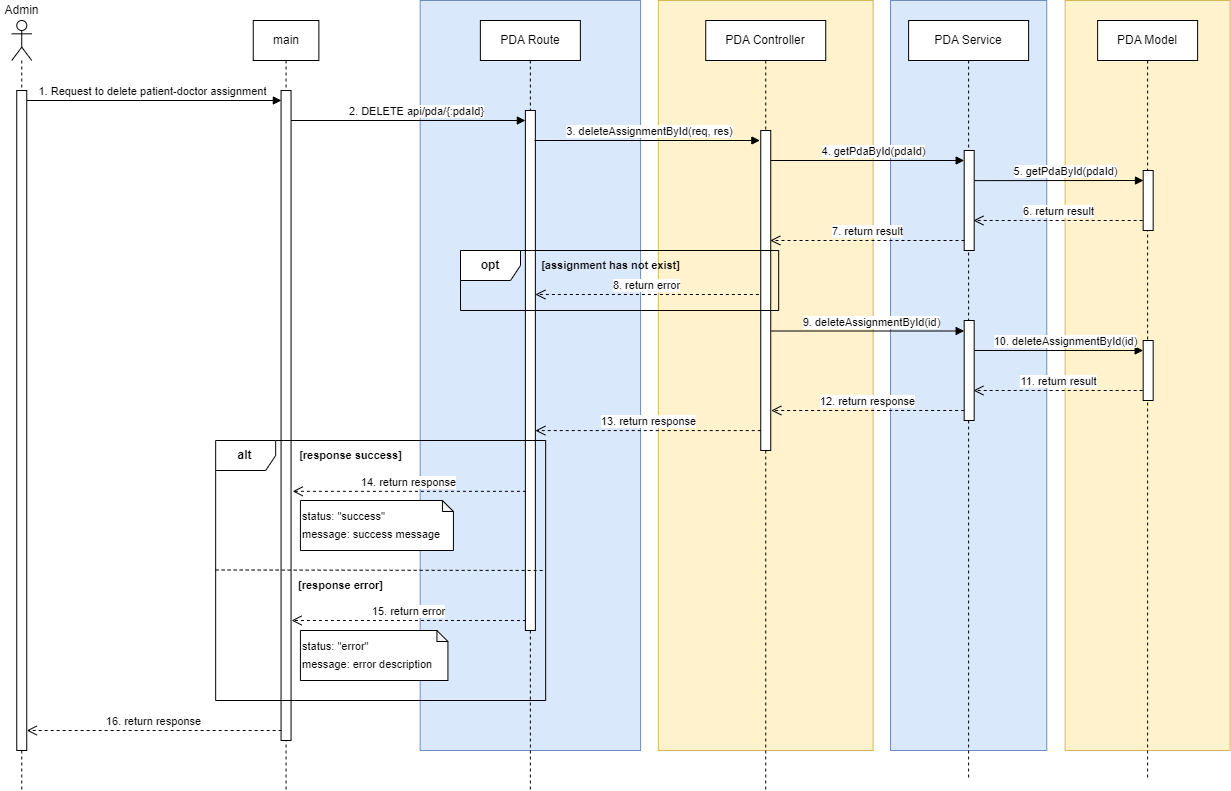 Admin
main
PDA Route
PDA Controller
PDA Service
PDA Model
1. Request to delete patient-doctor assignment
2. DELETE api/pda/{:pdaId}
3. deleteAssignmentById(req, res)
4. getPdaById(pdaId)
5. getPdaById(pdaId)
6. return result
7. return result
opt
[assignment has not exist]
8. return error
9. deleteAssignmentById(id)
10. deleteAssignmentById(id)
11. return result
12. return response
13. return response
alt
[response success]
14. return response
status: "success"
message: success message
[response error]
15. return error
status: "error"
message: error description
16. return response